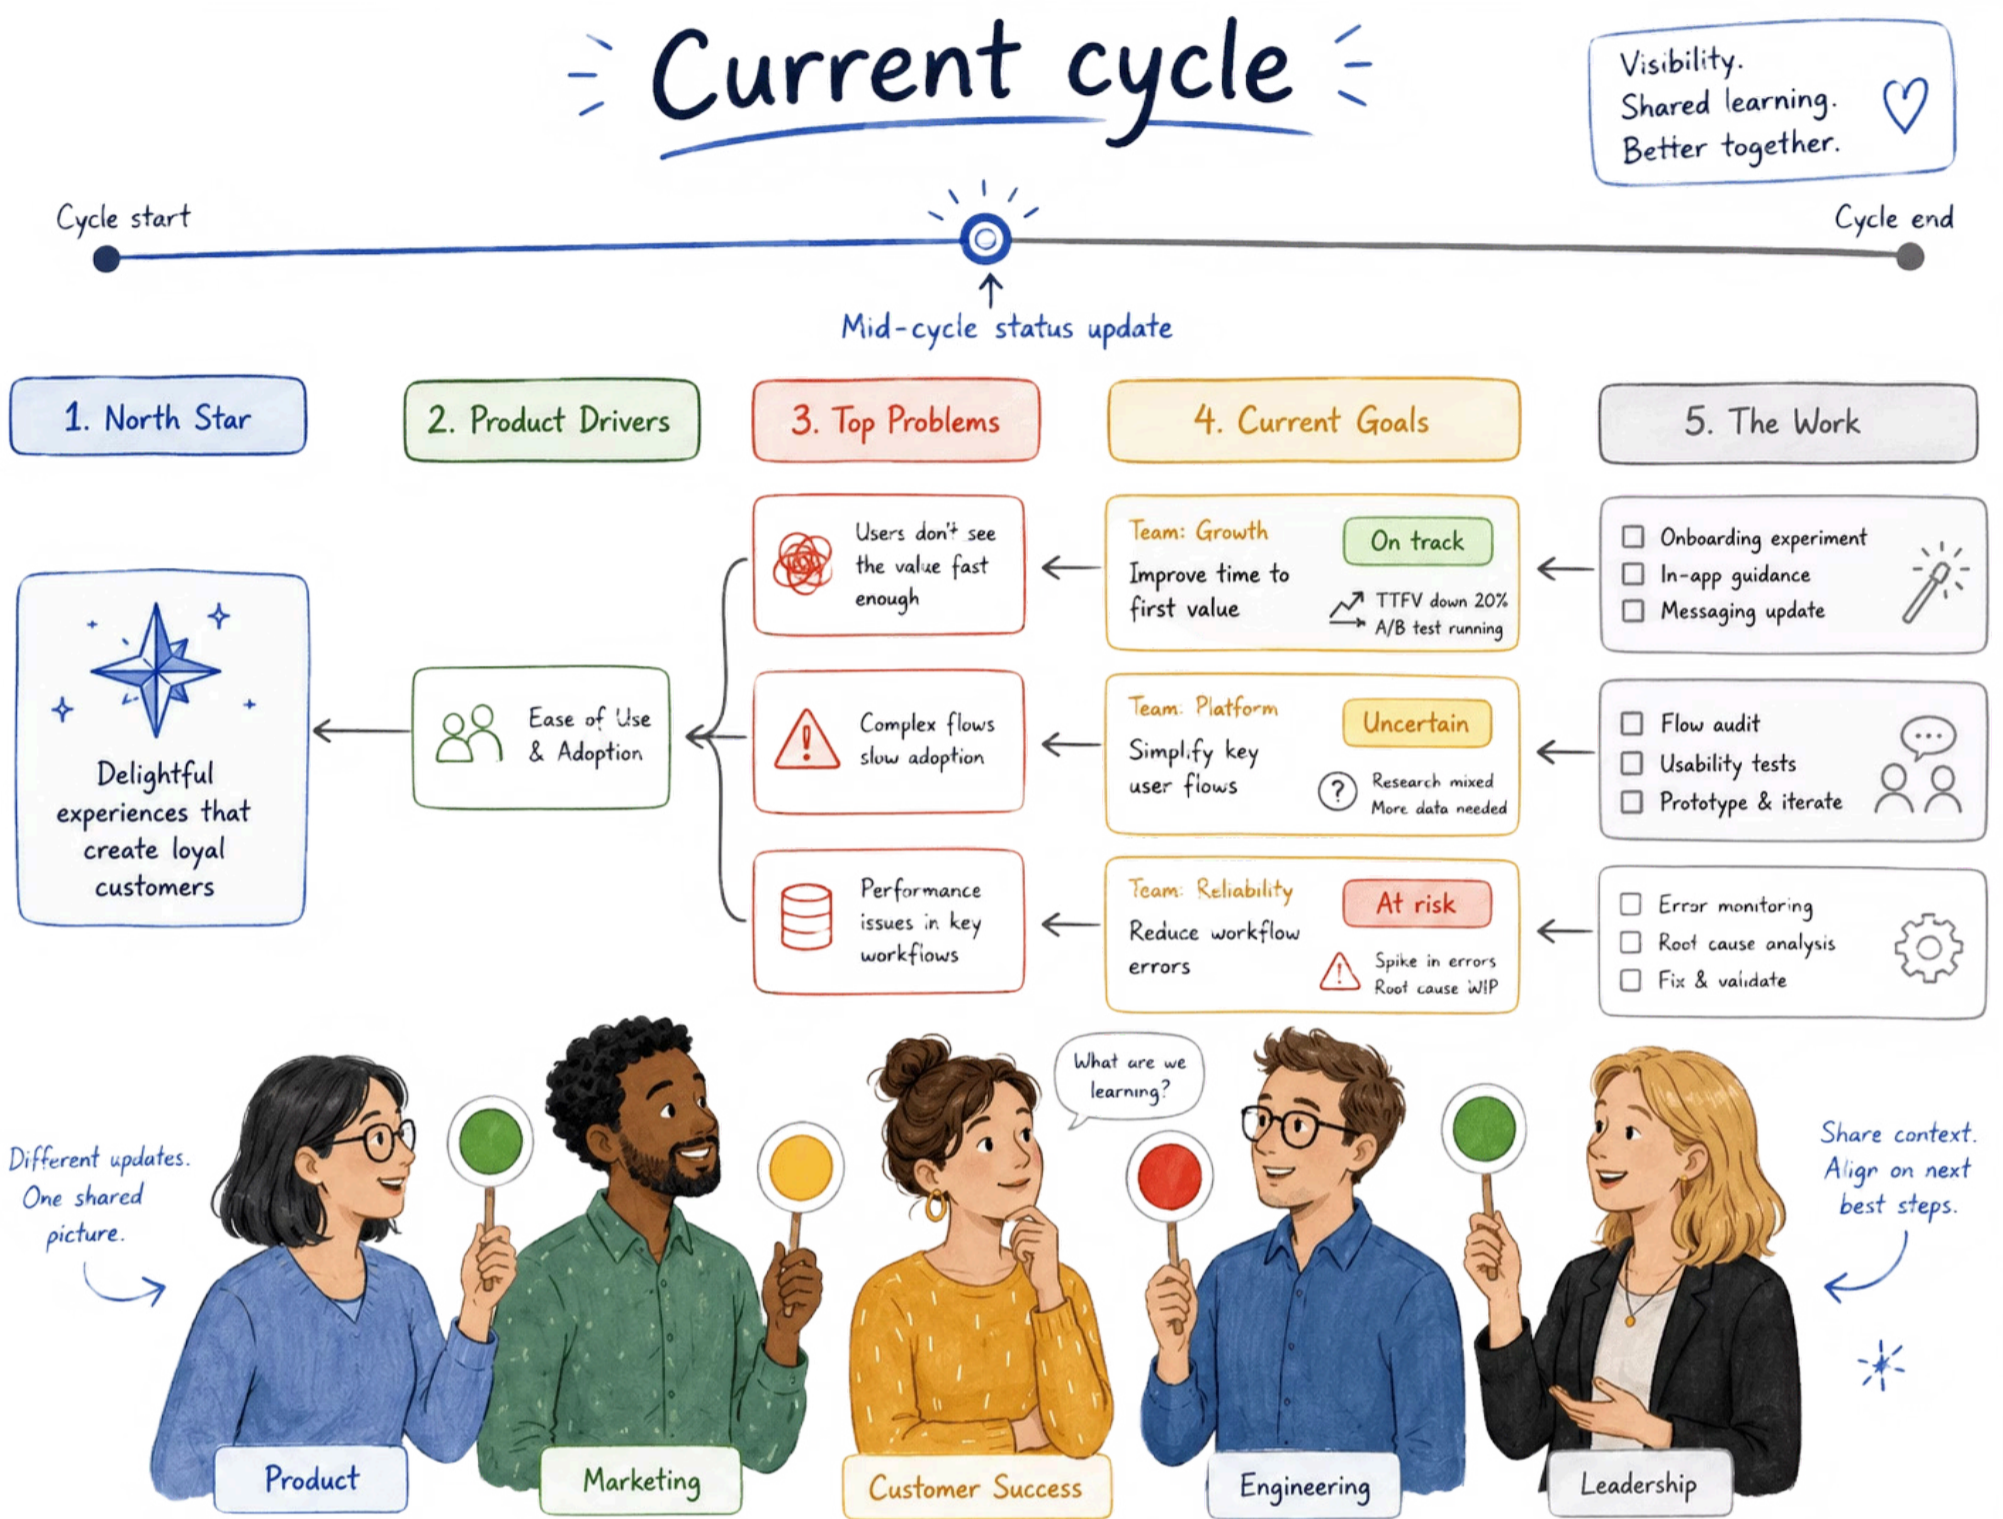 Current cycle
Visibility.
Shared learning.
Better together.
Cycle start
Cycle end
Mid-cycle status update
1. North Star
2. Product Drivers
3. Top Problems
4. Current Goals
5. The Work
Delightful
experiences that
create loyal
customers
Ease of Use
& Adoption
Users don't see
the value fast
enough
Complex flows
slow adoption
Performance
issues in key
workflows
Team: Growth
Improve time to
first value
On track
TTFV down 20%
A/B test running
Team: Platform
Simplify key
user flows
Uncertain
?
Research mixed
More data needed
Team: Reliability
Reduce workflow
errors
At risk
Spike in errors
Root cause WIP
Onboarding experiment
In-app guidance
Messaging update
Flow audit
Usability tests
Prototype & iterate
Error monitoring
Root cause analysis
Fix & validate
Different updates.
One shared
picture.
What are we
learning?
Share context.
Align on next
best steps.
Product
Marketing
Customer Success
Engineering
Leadership